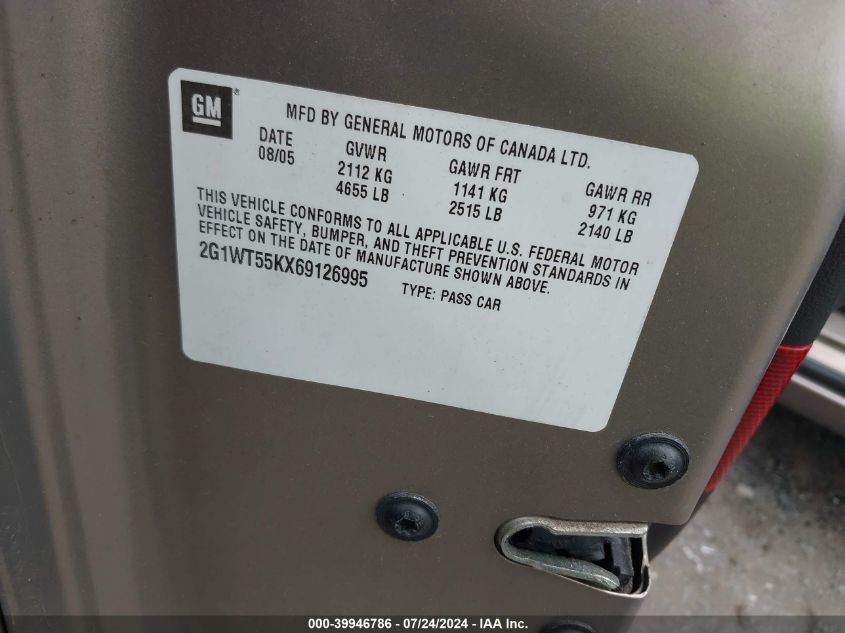 GM
MFD BY GENERAL MOTORS OF CANADA LTD.
DATE GVWR GAWR FRT GAWR RR
08/05 2112 KG 1141 KG 971 KG
4655 LB 2515 LB 2140 LB
THIS VEHICLE CONFORMS TO ALL APPLICABLE U.S. FEDERAL MOTOR
VEHICLE SAFETY, BUMPER, AND THEFT PREVENTION STANDARDS IN
EFFECT ON THE DATE OF MANUFACTURE SHOWN ABOVE.
2G1WT55KX69126995 TYPE: PASS CAR
000-39946786 - 07/24/2024 - IAA Inc.